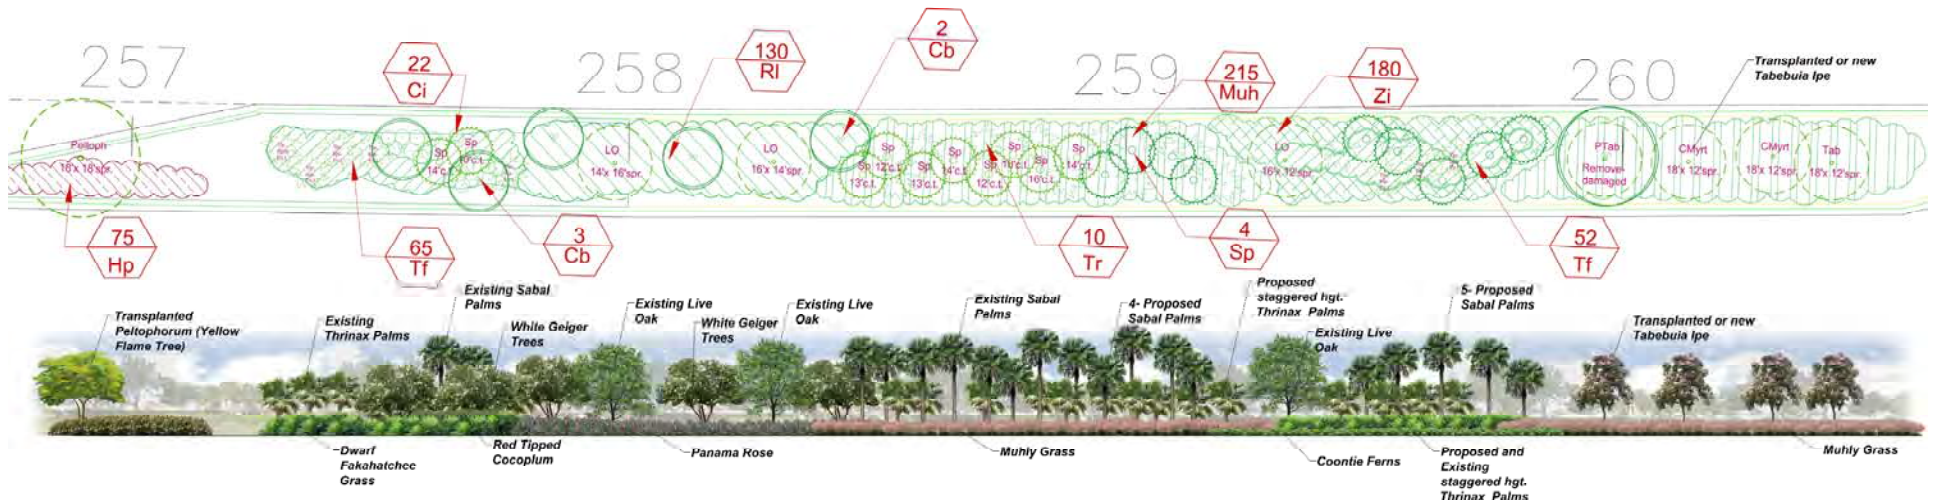 257
258
259
260
22
Ci
130
Rl
2
Cb
215
Muh
180
Zi
Transplanted or new
Tabebuia Ipe
Peltoph
18'x 18'spr.
Sp
14'c.t.
Sp
10'c.t.
LO
14'x 16'spr.
LO
16'x 14'spr.
Sp
13'c.t.
Sp
12'c.t.
Sp
13'c.t.
Sp
14'c.t.
Sp
12'c.t.
Sp
16'c.t.
Sp
16'c.t.
Sp
14'c.t.
LO
16'x 12'spr.
PTab
Remove-
damaged
CMyrt
18'x 12'spr.
CMyrt
18'x 12'spr.
Tab
18'x 12'spr.
75
Hp
65
Tf
3
Cb
10
Tr
4
Sp
52
Tf
Transplanted
Peltophorum (Yellow
Flame Tree)
Existing
Thrinax Palms
Existing Sabal
Palms
White Geiger
Trees
Existing Live
Oak
White Geiger
Trees
Existing Live
Oak
Existing Sabal
Palms
4- Proposed
Sabal Palms
Proposed
staggered hgt.
Thrinax Palms
Existing Live
Oak
5- Proposed
Sabal Palms
Transplanted or new
Tabebuia Ipe
Dwarf
Fakahatchee
Grass
Red Tipped
Cocoplum
Panama Rose
Muhly Grass
Coontie Ferns
Proposed and
Existing
staggered hgt.
Thrinax Palms
Muhly Grass